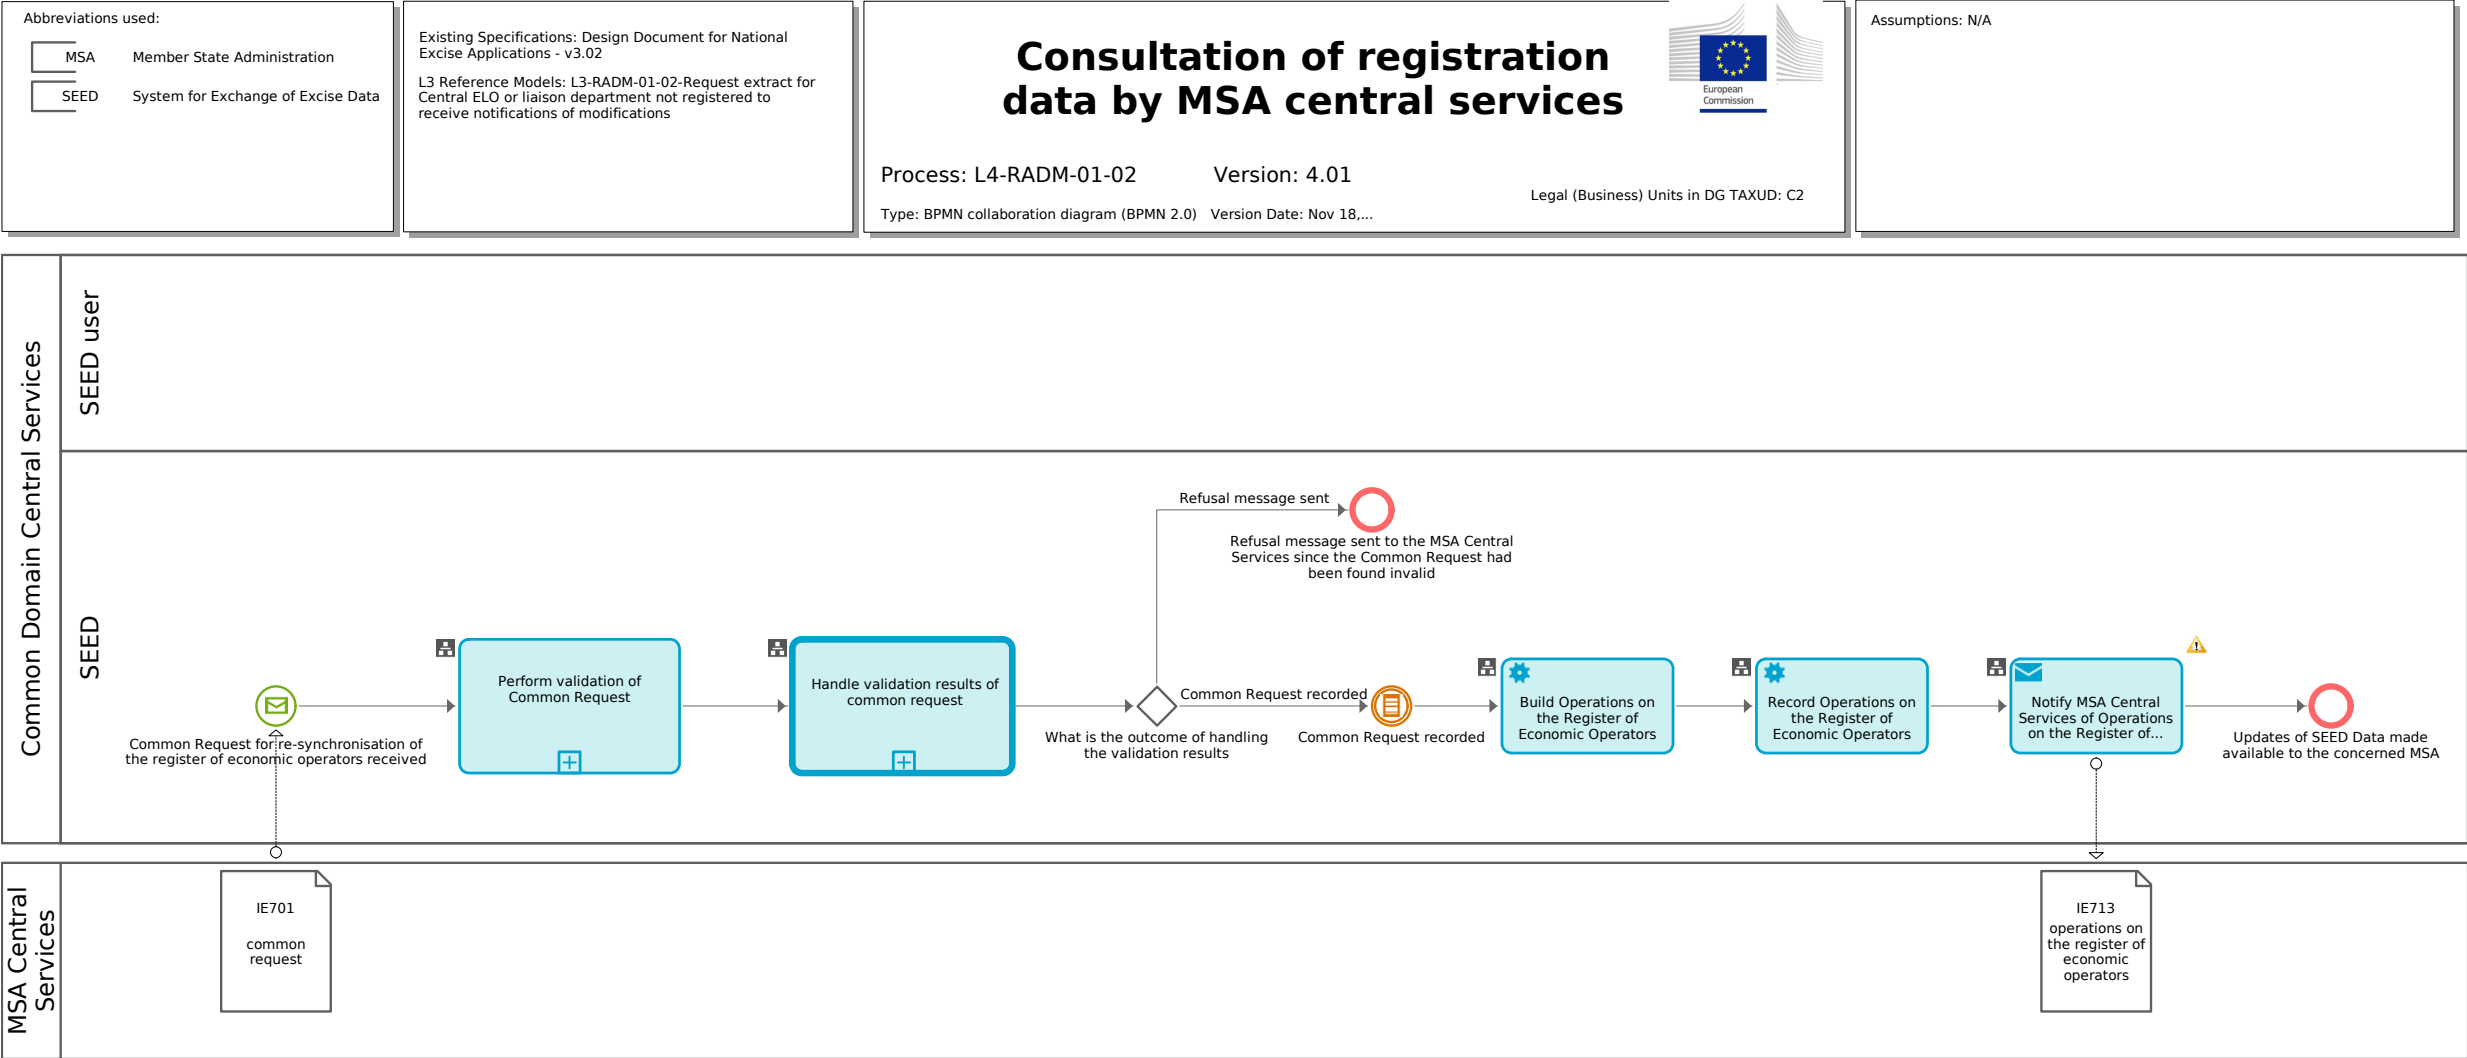 Abbreviations used:
MSA Member State Administration
SEED System for Exchange of Excise Data
Existing Specifications: Design Document for National
Excise Applications - v3.02
L3 Reference Models: L3-RADM-01-02-Request extract for
Central ELO or liaison department not registered to
receive notifications of modifications
Consultation of registration
data by MSA central services
European
Commission
Process: L4-RADM-01-02 Version: 4.01
Legal (Business) Units in DG TAXUD: C2
Type: BPMN collaboration diagram (BPMN 2.0) Version Date: Nov 18,...
Assumptions: N/A
Common Domain Central Services
SEED user
SEED
Common Request for re-synchronisation of
the register of economic operators received
Perform validation of
Common Request
Handle validation results of
common request
What is the outcome of handling
the validation results
Refusal message sent
Refusal message sent to the MSA Central
Services since the Common Request had
been found invalid
Common Request recorded
Common Request recorded
Build Operations on
the Register of
Economic Operators
Record Operations on
the Register of
Economic Operators
Notify MSA Central
Services of Operations
on the Register of...
Updates of SEED Data made
available to the concerned MSA
MSA Central
Services
IE701
common
request
IE713
operations on
the register of
economic
operators